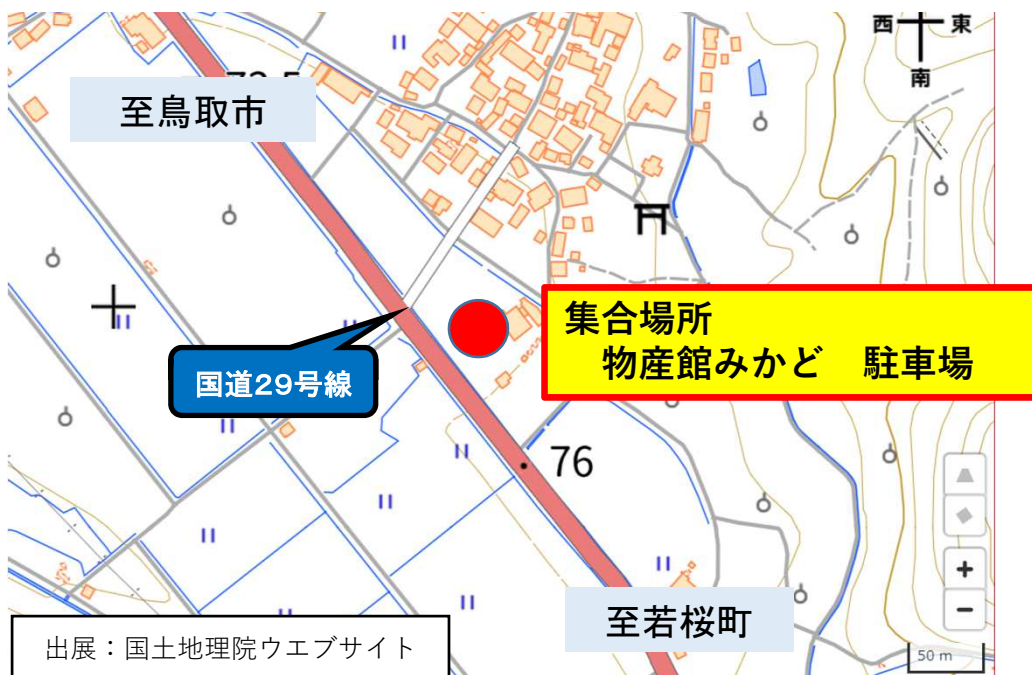 西 東
南
至鳥取市
集合場所
物産館みかど 駐車場
国道29号線
76
至若桜町
出展：国土地理院ウエブサイト
50 m